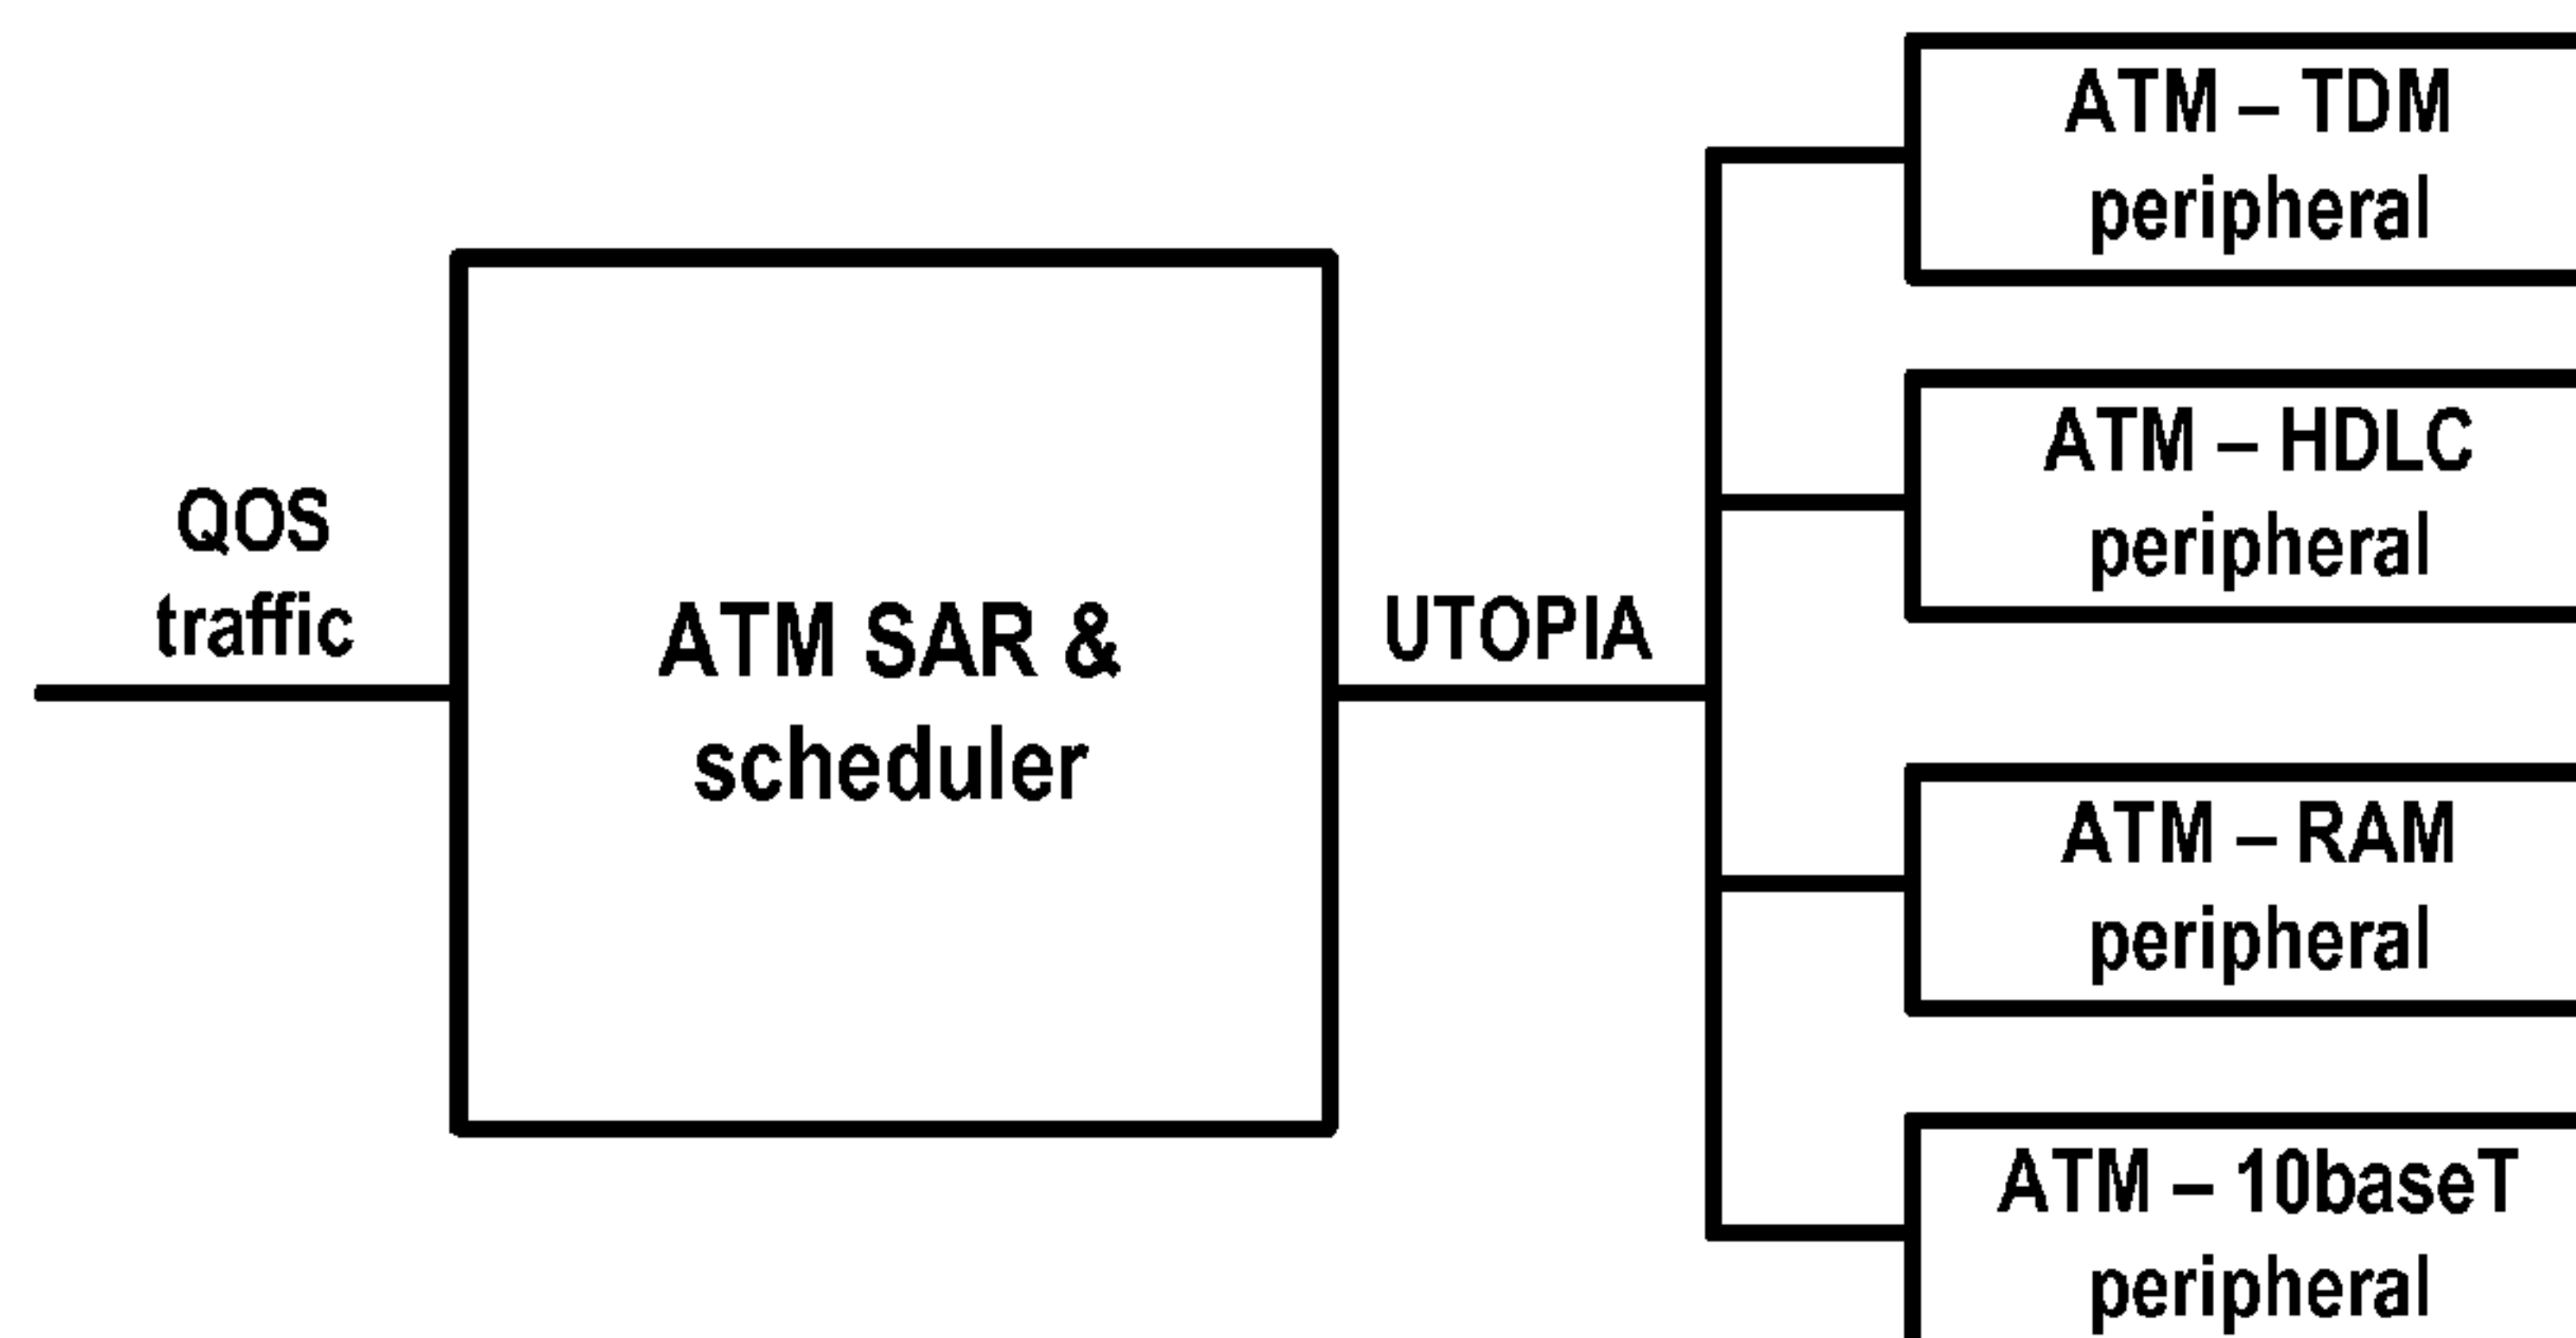 QOS
traffic
ATM SAR &
scheduler
UTOPIA
ATM – TDM
peripheral
ATM – HDLC
peripheral
ATM – RAM
peripheral
ATM – 10baseT
peripheral